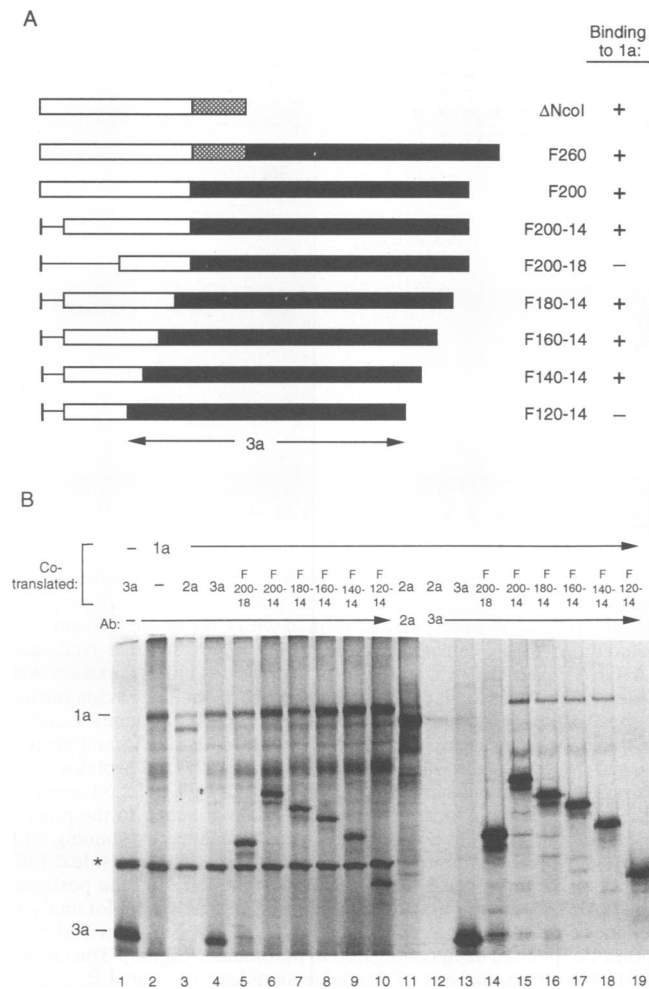 A
Binding
to 1a:
ΔNcoI +
F260 +
F200 +
F200-14 +
F200-18 −
F180-14 +
F160-14 +
F140-14 +
F120-14 −
3a
B
– 1a
Co-
translated:
3a – 2a 3a F 200-18 F 200-14 F 180-14 F 160-14 F 140-14 F 120-14 2a 2a 3a F 200-18 F 200-14 F 180-14 F 160-14 F 140-14 F 120-14
Ab: – 2a 3a
1a –
*
3a –
1 2 3 4 5 6 7 8 9 10 11 12 13 14 15 16 17 18 19